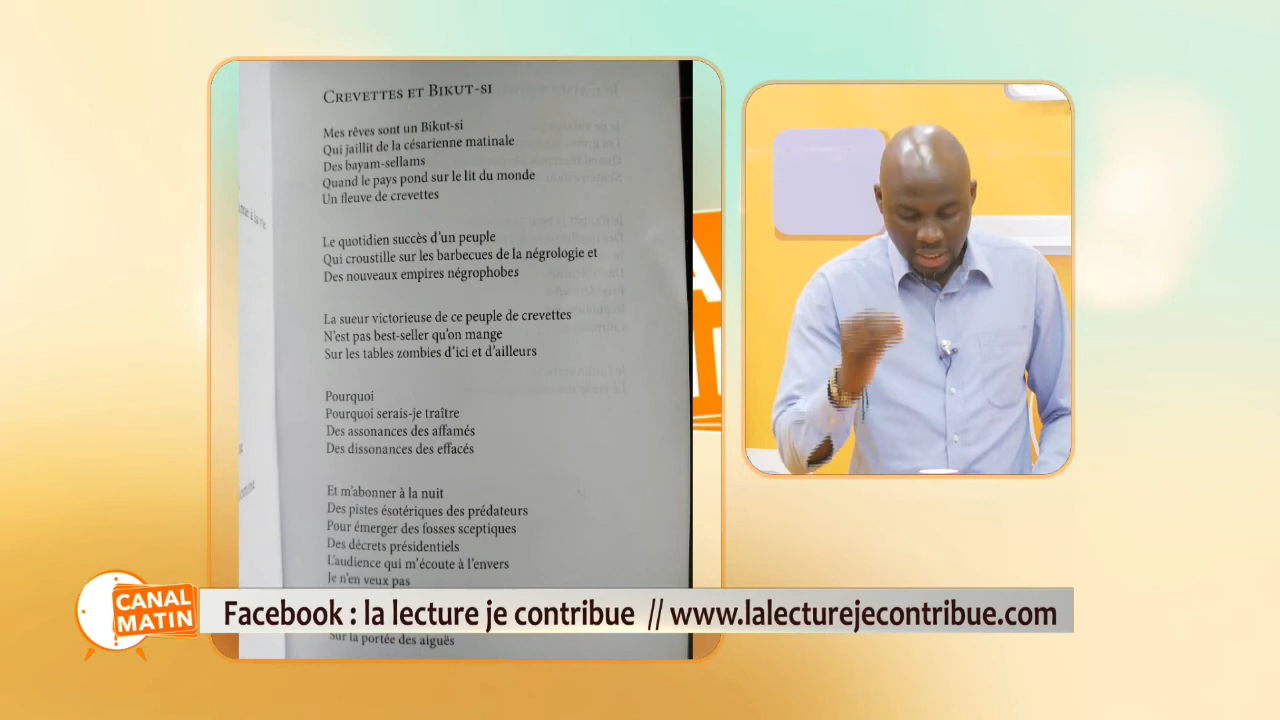 CREVETTES ET BIKUT-SI
Mes rêves sont un Bikut-si
Qui jaillit de la césarienne matinale
Des bayam-sellams
Quand le pays pond sur le lit du monde
Un fleuve de crevettes
Le quotidien succès d'un peuple
Qui croustille sur les barbecues de la négrologie et
Des nouveaux empires négrophobes
La sueur victorieuse de ce peuple de crevettes
N'est pas best-seller qu'on mange
Sur les tables zombies d'ici et d'ailleurs
Pourquoi
Pourquoi serais-je traître
Des assonances des affamés
Des dissonances des effacés
Et m'abonner à la nuit
Des pistes ésotériques des prédateurs
Pour émerger des fosses sceptiques
Des décrets présidentiels
L'audience qui m'écoute à l'envers
Je n'en veux pas
Sur la portée des aiguës
CANAL
MATIN
Facebook : la lecture je contribue // www.lalecturejecontribue.com